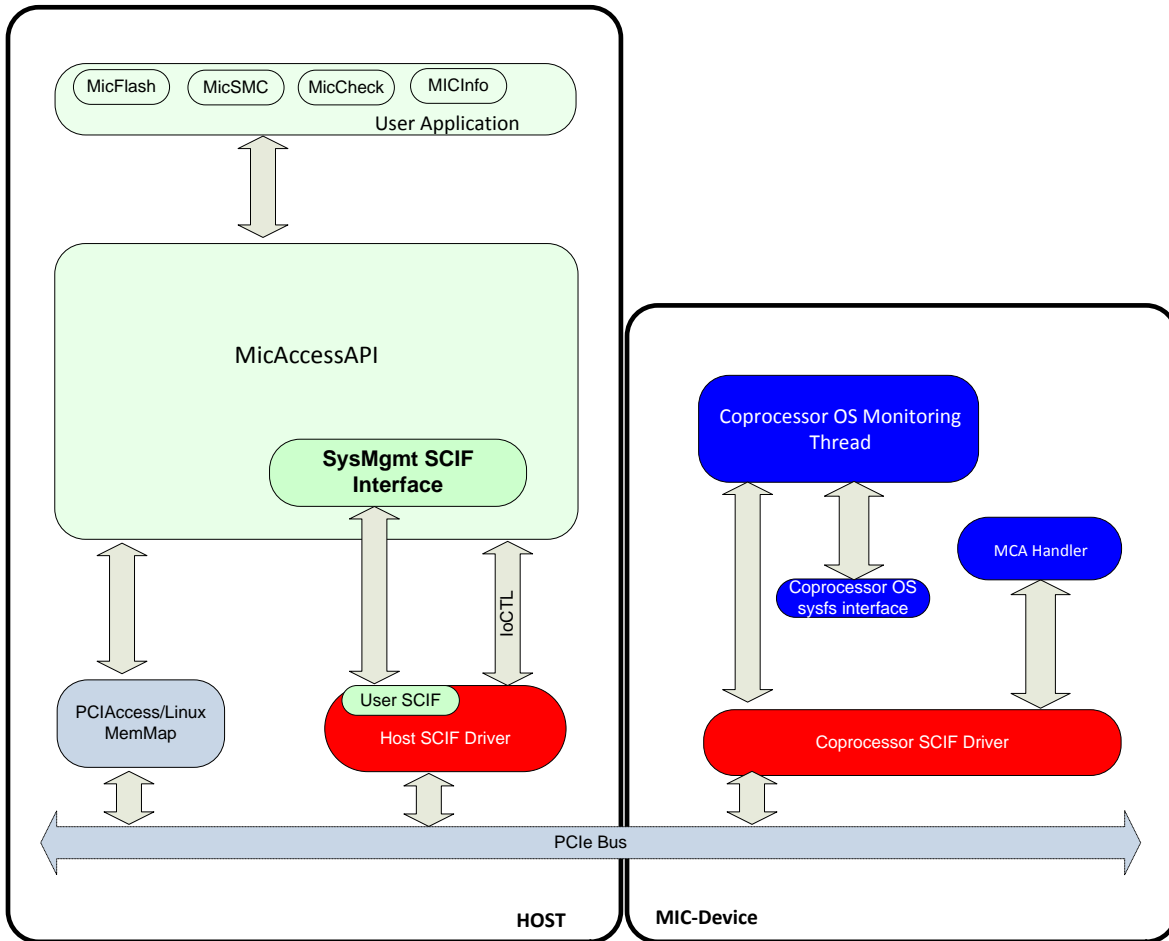 MicFlash
MicSMC
MicCheck
MICInfo
User Application
MicAccessAPI
SysMgmt SCIF
Interface
IoCTL
PCIAccess/Linux
MemMap
User SCIF
Host SCIF Driver
Coprocessor OS Monitoring
Thread
MCA Handler
Coprocessor OS
sysfs interface
Coprocessor SCIF Driver
PCIe Bus
HOST
MIC-Device